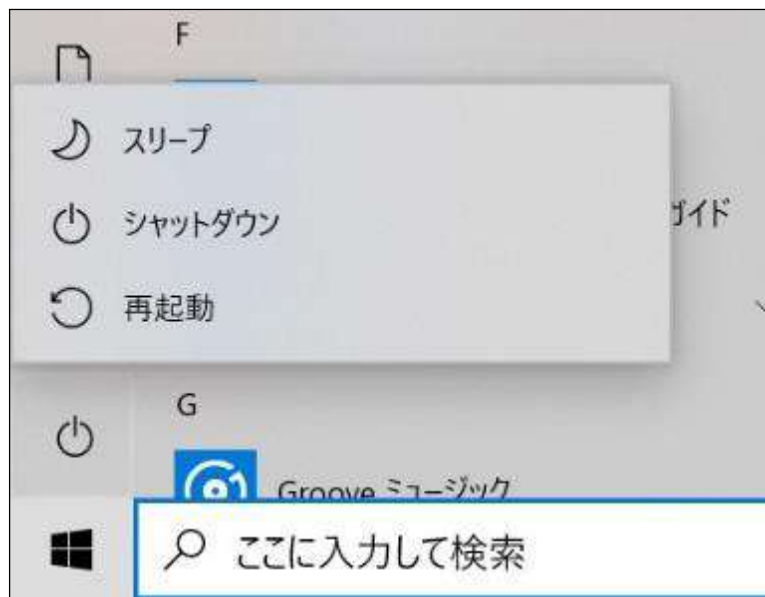 F
スリープ
シャットダウン
ガイド
再起動
G
Groove ミュージック
ここに入力して検索